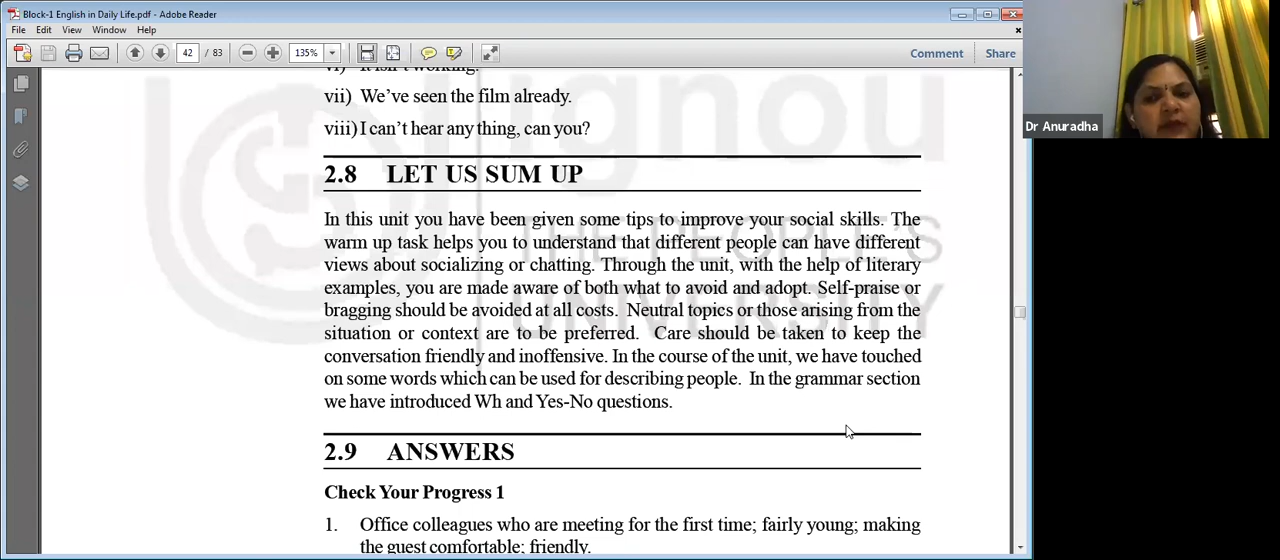 Block-1 English in Daily Life.pdf - Adobe Reader
File Edit View Window Help
42 / 83 135% Comment Share
Dr Anuradha
vi) It isn't working.
vii) We've seen the film already.
viii) I can't hear any thing, can you?
2.8 LET US SUM UP
In this unit you have been given some tips to improve your social skills. The
warm up task helps you to understand that different people can have different
views about socializing or chatting. Through the unit, with the help of literary
examples, you are made aware of both what to avoid and adopt. Self-praise or
bragging should be avoided at all costs. Neutral topics or those arising from the
situation or context are to be preferred. Care should be taken to keep the
conversation friendly and inoffensive. In the course of the unit, we have touched
on some words which can be used for describing people. In the grammar section
we have introduced Wh and Yes-No questions.
2.9 ANSWERS
Check Your Progress 1
1. Office colleagues who are meeting for the first time; fairly young; making
the guest comfortable; friendly.
ignou
THE PEOPLE'S
UNIVERSITY